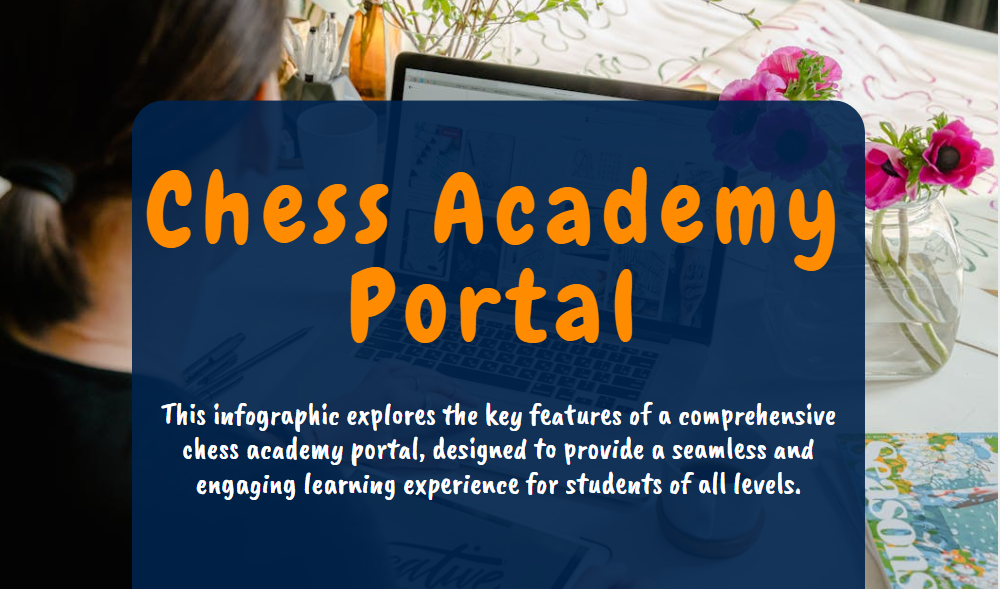 Chess Academy
Portal
This infographic explores the key features of a comprehensive
chess academy portal, designed to provide a seamless and
engaging learning experience for students of all levels.